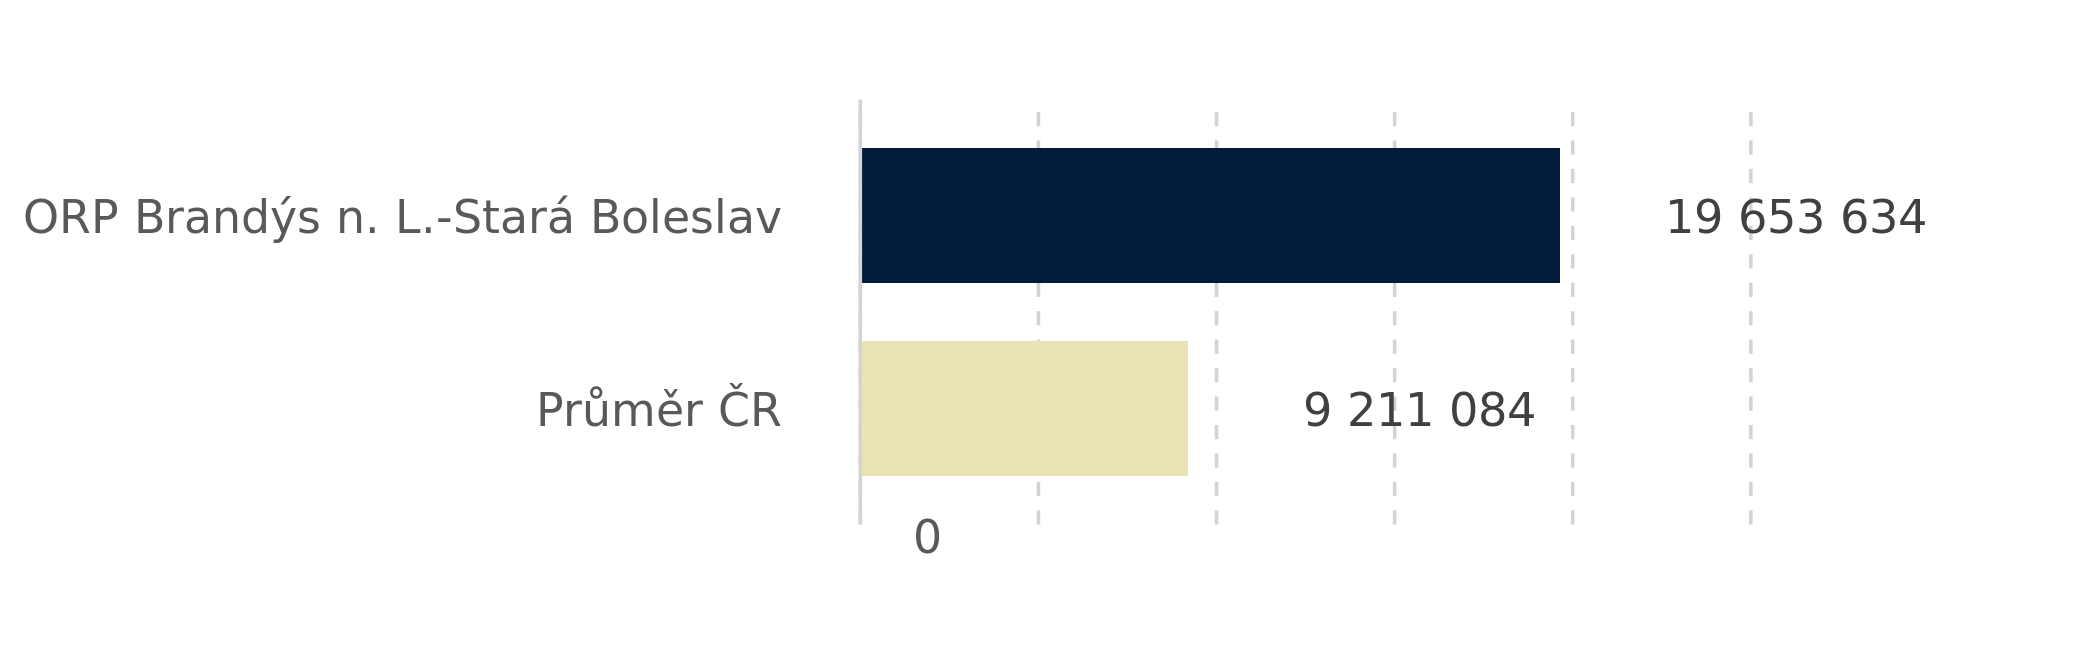 ORP Brandýs n. L.-Stará Boleslav 19 653 634
Průměr ČR 9 211 084
0